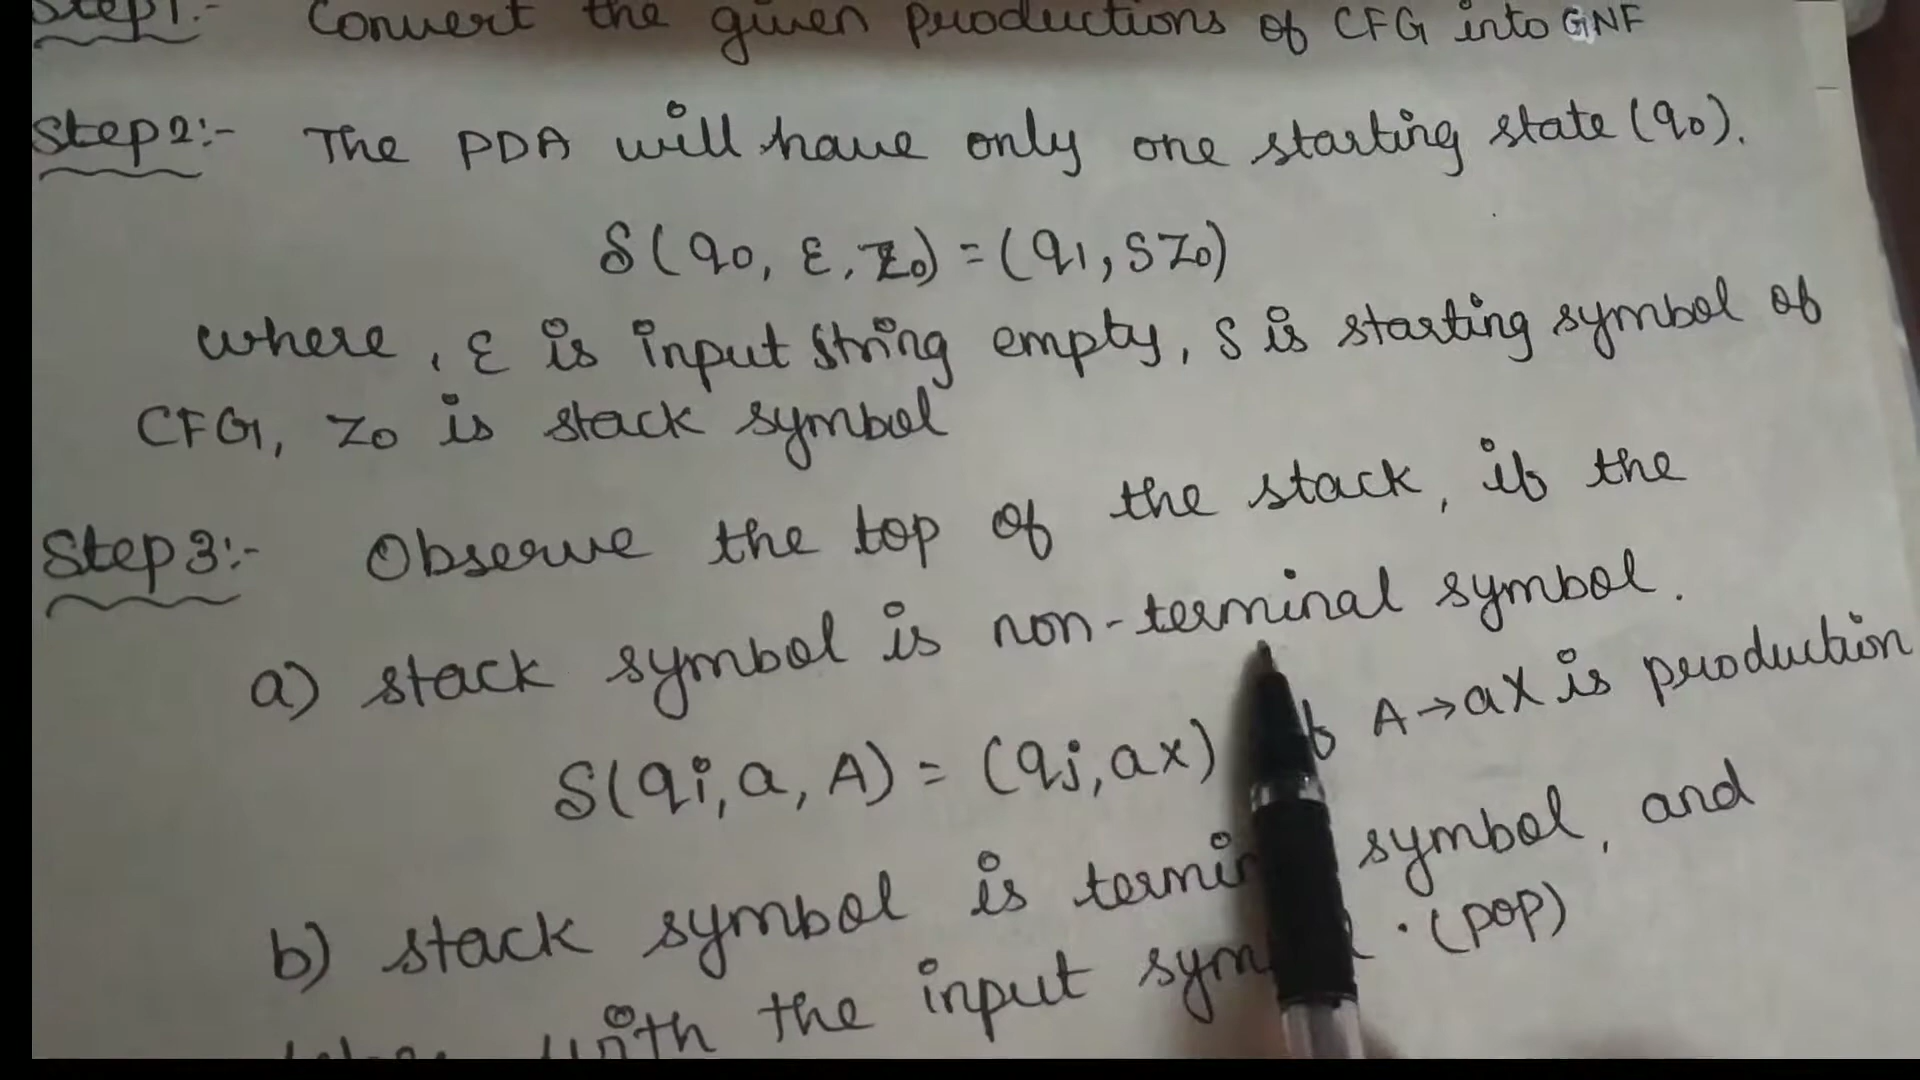 Step1:- Convert the given productions of CFG into GNF
Step2:- The PDA will have only one starting state (q0).
δ(q0, ε, z0) = (q1, Sz0)
where, ε is input string empty, S is starting symbol of
CFG, z0 is stack symbol
Step3:- Observe the top of the stack, if the
a) stack symbol is non-terminal symbol.
δ(qi, a, A) = (qj, ax) A→aX is production
b) stack symbol is symbol, and
with the input . (pop)